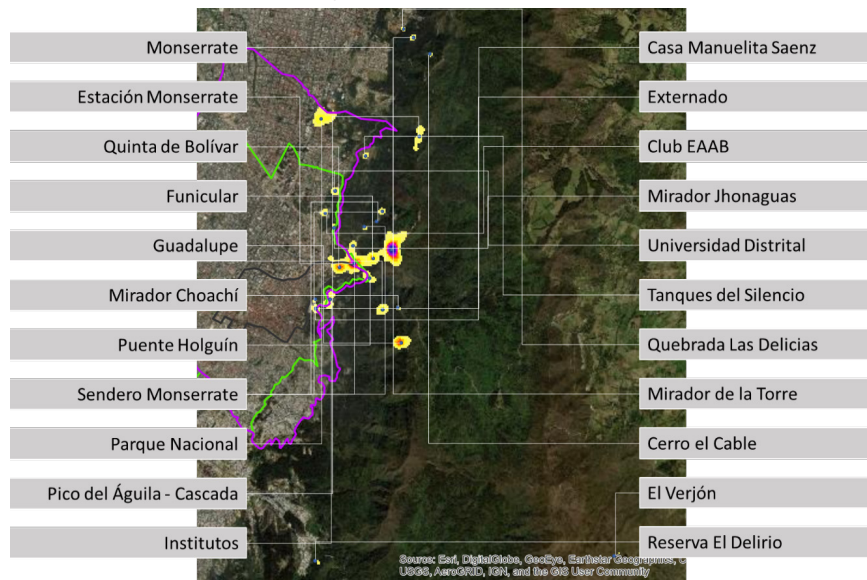 Monserrate
Estación Monserrate
Quinta de Bolívar
Funicular
Guadalupe
Mirador Choachí
Puente Holguín
Sendero Monserrate
Parque Nacional
Pico del Águila - Cascada
Institutos
Casa Manuelita Saenz
Externado
Club EAAB
Mirador Jhonaguas
Universidad Distrital
Tanques del Silencio
Quebrada Las Delicias
Mirador de la Torre
Cerro el Cable
El Verjón
Reserva El Delirio
Source: Esri, DigitalGlobe, GeoEye, Earthstar Geographics, C
USGS, AeroGRID, IGN, and the GIS User Community